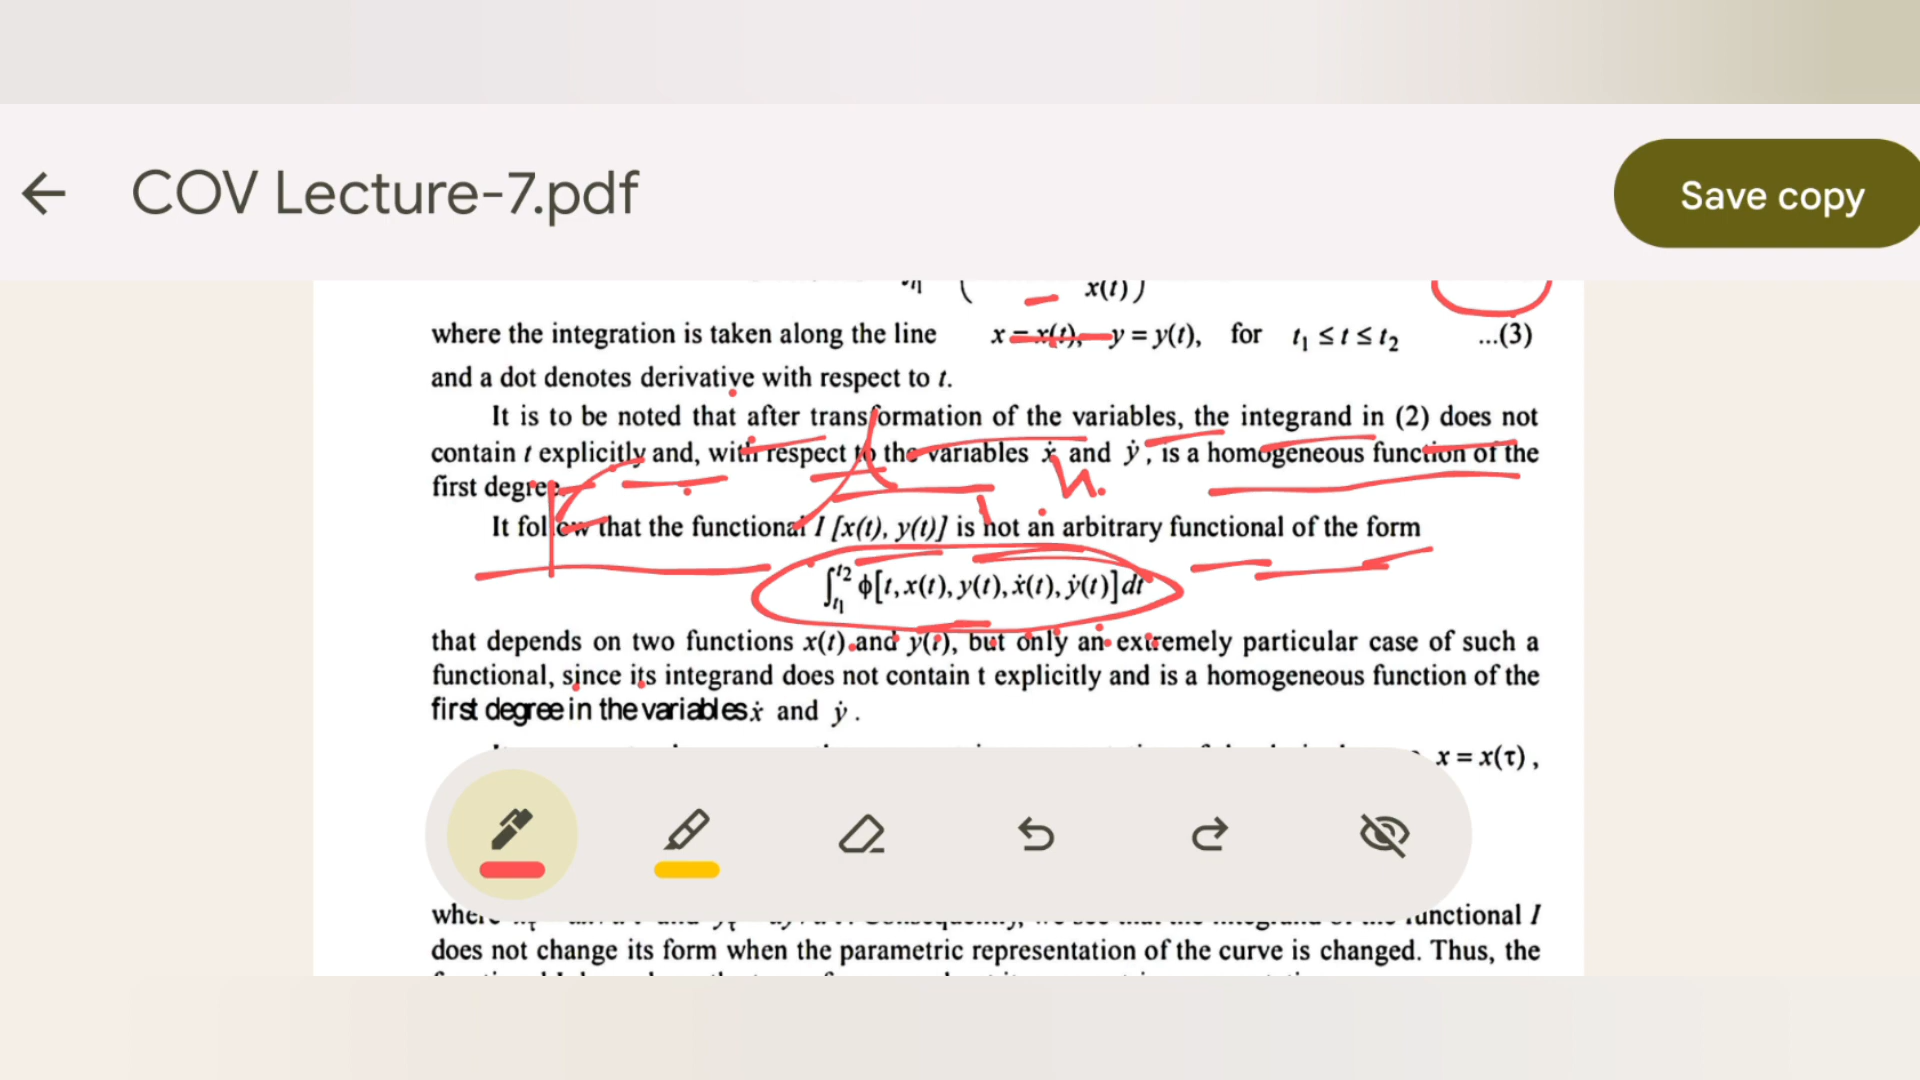 COV Lecture-7.pdf
Save copy
x(t) )
where the integration is taken along the line x = x(t), y = y(t), for t₁ ≤ t ≤ t₂ ...(3)
and a dot denotes derivative with respect to t.
It is to be noted that after transformation of the variables, the integrand in (2) does not
contain t explicitly and, with respect to the variables ẋ and ẏ, is a homogeneous function of the
first degree.
It follow that the functional I [x(t), y(t)] is not an arbitrary functional of the form
∫ₜ₁ᵗ² ϕ[t, x(t), y(t), ẋ(t), ẏ(t)] dt
that depends on two functions x(t) and y(t), but only an extremely particular case of such a
functional, since its integrand does not contain t explicitly and is a homogeneous function of the
first degree in the variables ẋ and ẏ .
x = x(τ) ,
functional I
does not change its form when the parametric representation of the curve is changed. Thus, the